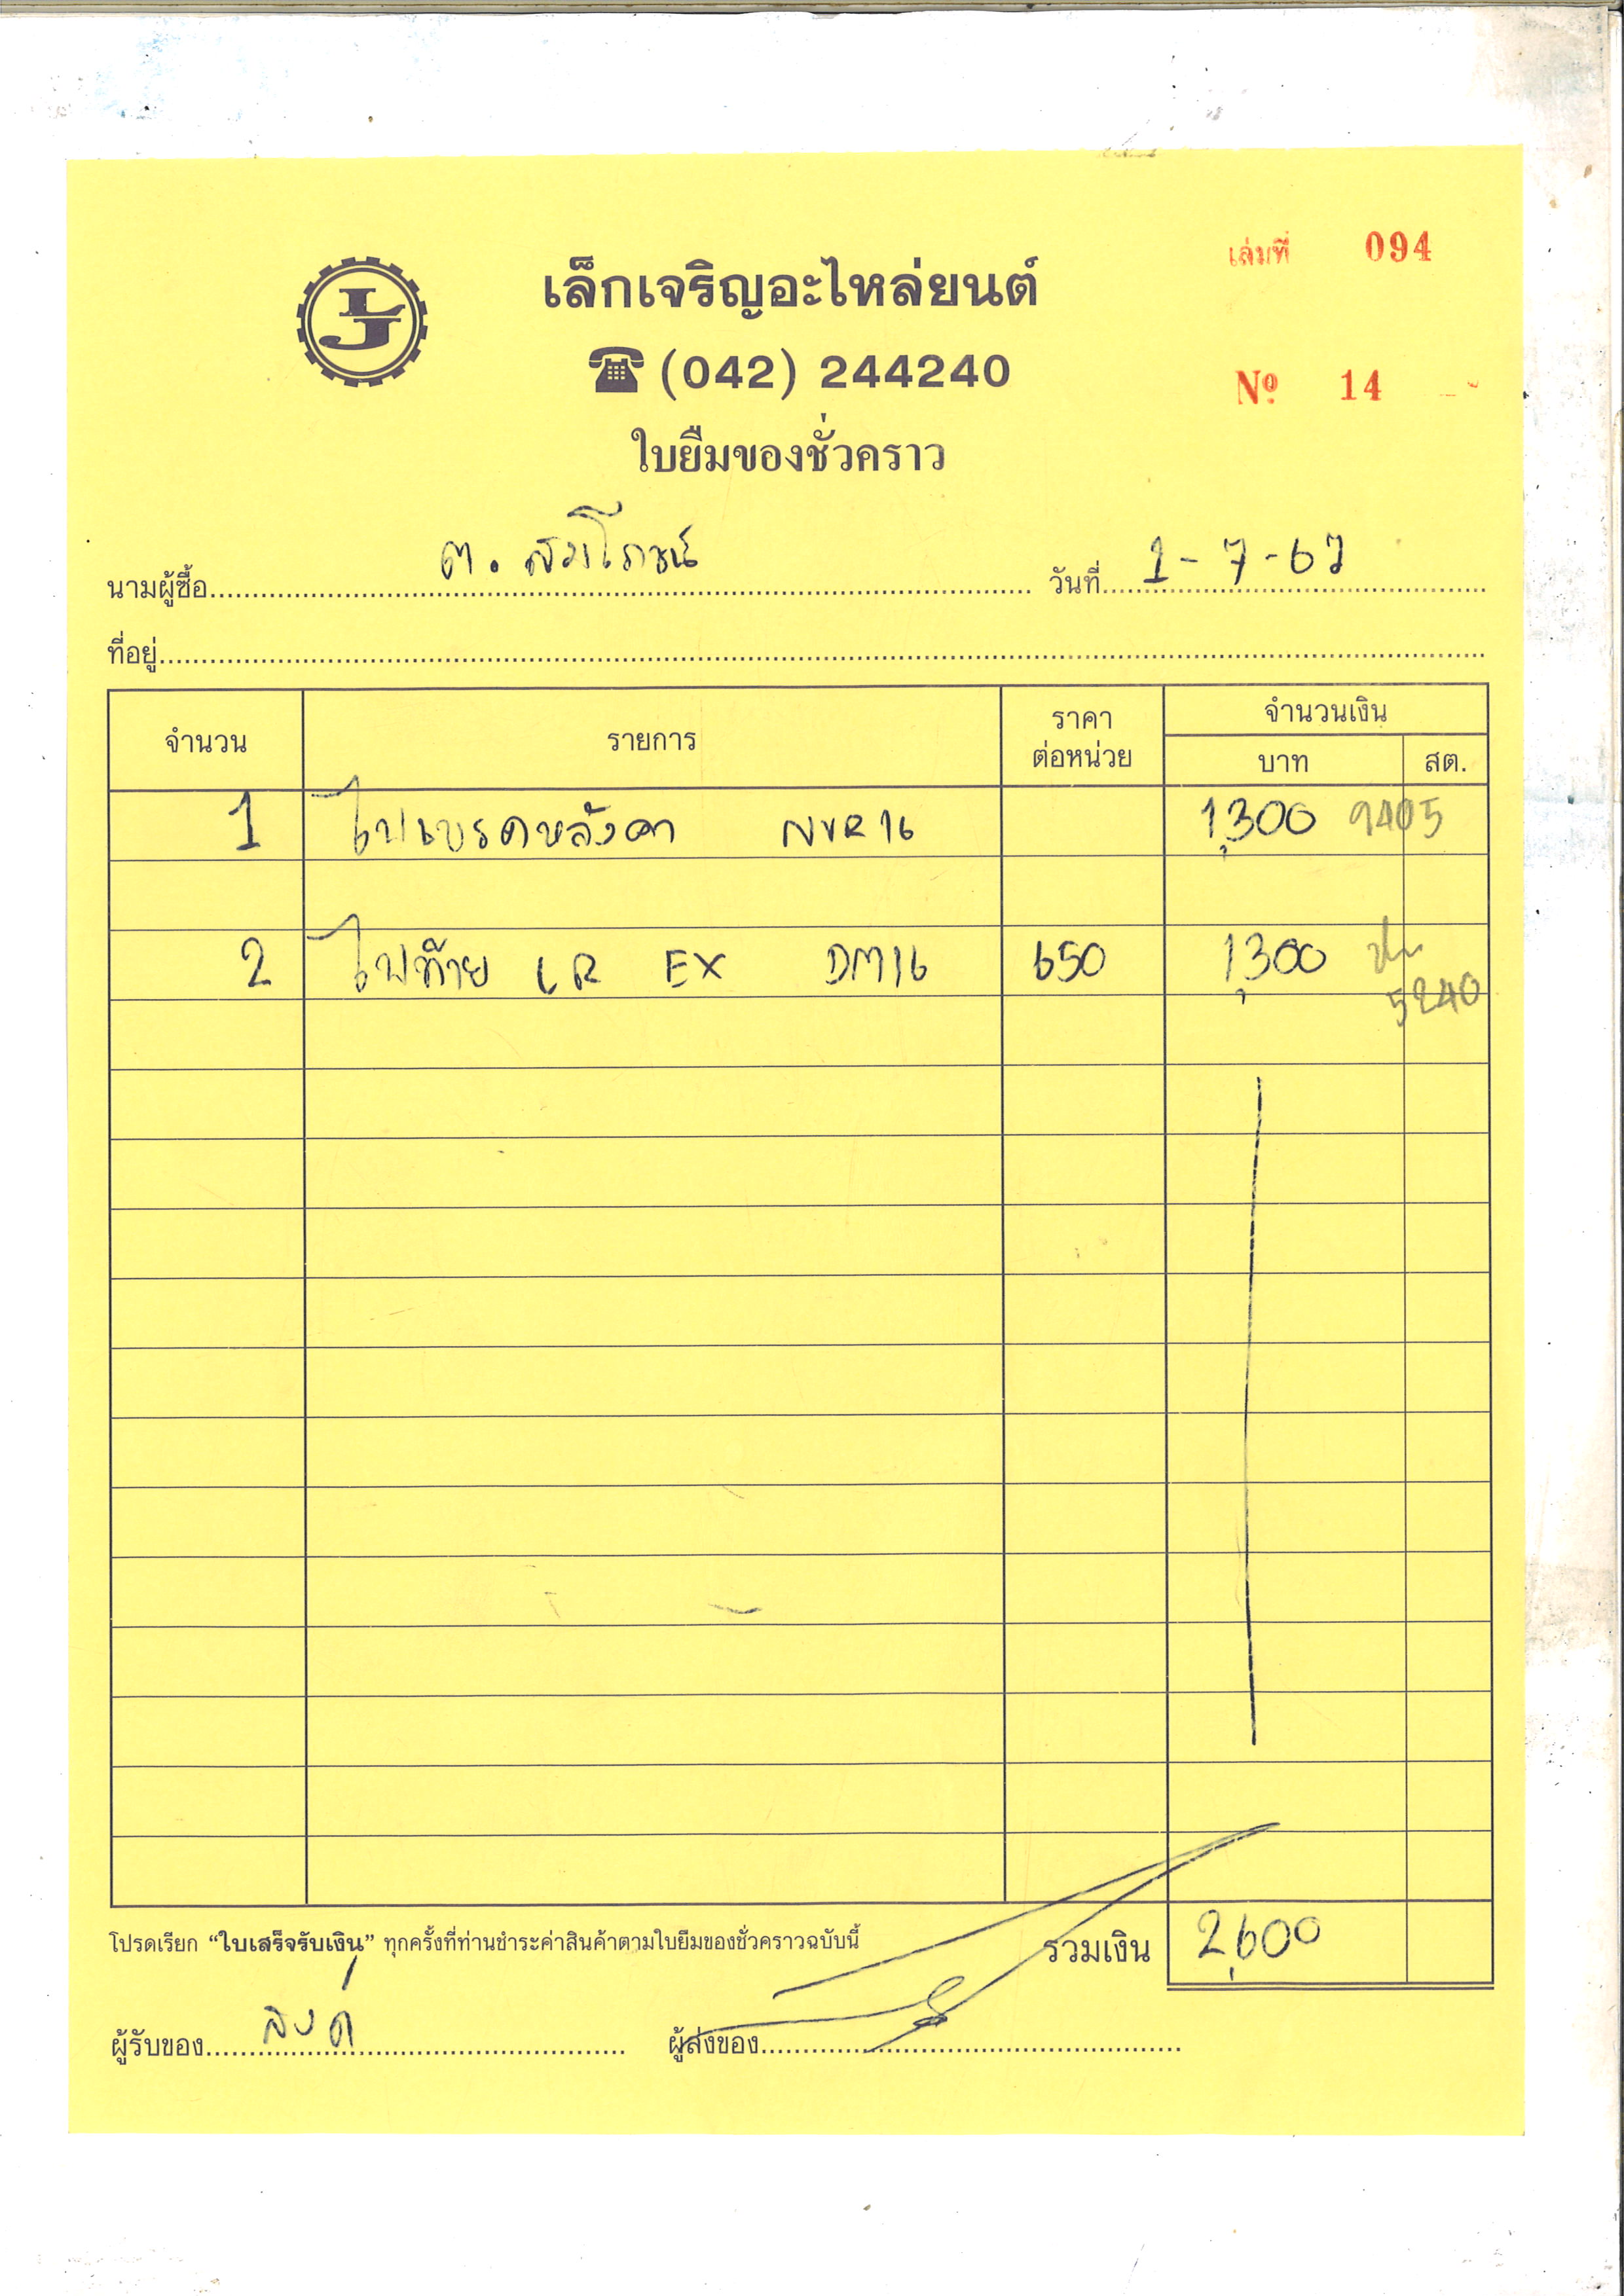 เล่มที่ 094
LJ
เล็กเจริญอะไหล่ยนต์
☎ (042) 244240
Nº 14
ใบยืมของชั่วคราว
นามผู้ซื้อ ต. สมโภชน์ วันที่ 1-7-67
ที่อยู่
จำนวน รายการ ราคาต่อหน่วย จำนวนเงิน
บาท สต.
1 ไฟเบรคหลังคา NVR16 1,300 9405
2 ไฟท้าย LR EX DM16 650 1,300
5240
โปรดเรียก “ใบเสร็จรับเงิน” ทุกครั้งที่ท่านชำระค่าสินค้าตามใบยืมของชั่วคราวฉบับนี้ รวมเงิน 2,600
ผู้รับของ ผู้ส่งของ